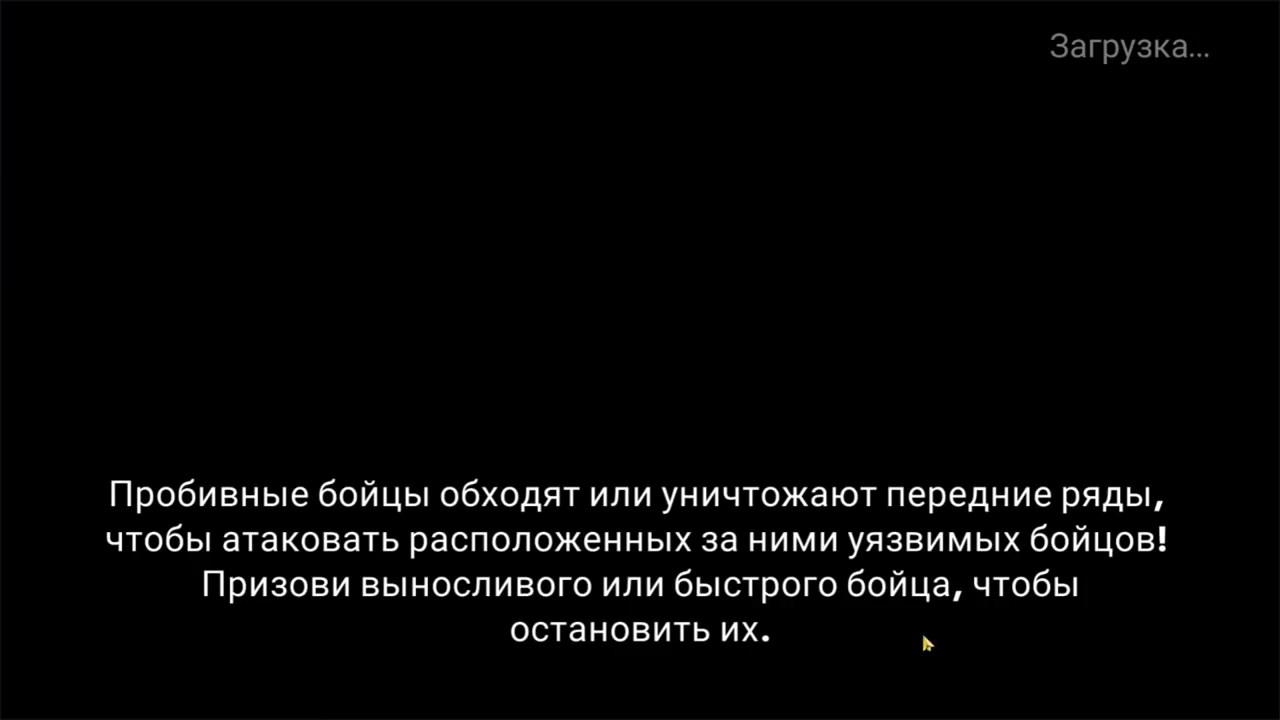 Загрузка...
Пробивные бойцы обходят или уничтожают передние ряды,
чтобы атаковать расположенных за ними уязвимых бойцов!
Призови выносливого или быстрого бойца, чтобы
остановить их.